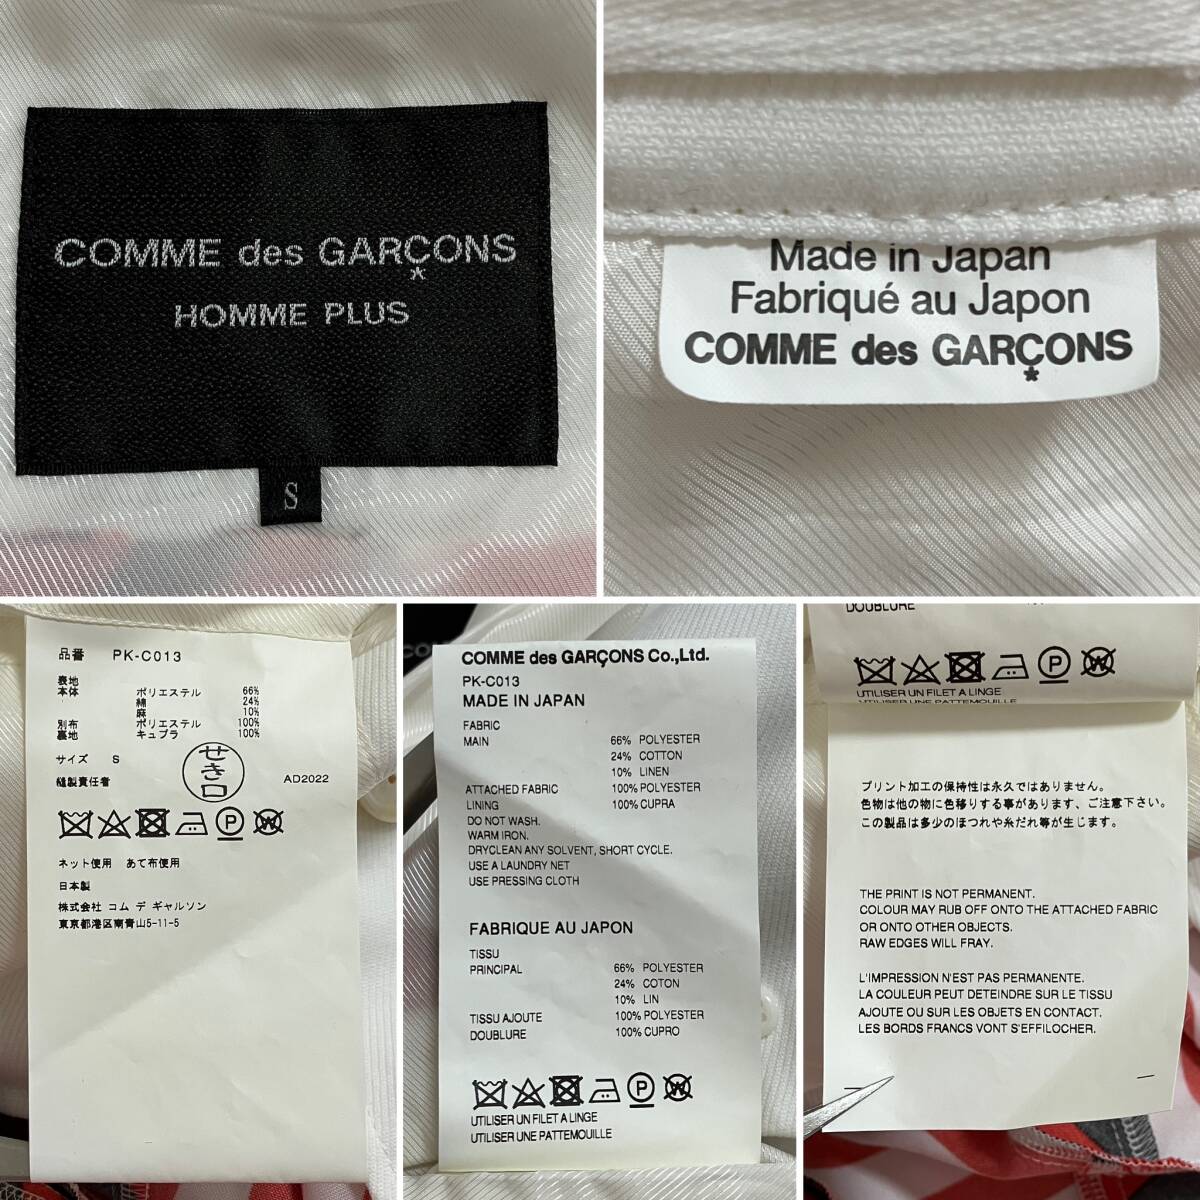 COMME des GARÇONS
*
HOMME PLUS
S
Made in Japan
Fabriqué au Japon
COMME des GARÇONS
*
品番 PK-C013
表地
本体 ポリエステル 66%
綿 24%
麻 10%
別布 ポリエステル 100%
裏地 キュプラ 100%
サイズ S
縫製責任者 せき口 AD2022
P W
ネット使用 あて布使用
日本製
株式会社 コム デ ギャルソン
東京都港区南青山5-11-5
COMME des GARÇONS Co.,Ltd.
PK-C013
MADE IN JAPAN
FABRIC
MAIN 66% POLYESTER
24% COTTON
10% LINEN
ATTACHED FABRIC 100% POLYESTER
LINING 100% CUPRA
DO NOT WASH.
WARM IRON.
DRYCLEAN ANY SOLVENT, SHORT CYCLE.
USE A LAUNDRY NET
USE PRESSING CLOTH
FABRIQUE AU JAPON
TISSU
PRINCIPAL 66% POLYESTER
24% COTON
10% LIN
TISSU AJOUTE 100% POLYESTER
DOUBLURE 100% CUPRO
P W
UTILISER UN FILET A LINGE
UTILISER UNE PATTEMOUILLE
DOUBLURE
P W
UTILISER UN FILET A LINGE
UTILISER UNE PATTEMOUILLE
プリント加工の保持性は永久ではありません。
色物は他の物に色移りする事があります、ご注意下さい。
この製品は多少のほつれや糸だれ等が生じます。
THE PRINT IS NOT PERMANENT.
COLOUR MAY RUB OFF ONTO THE ATTACHED FABRIC
OR ONTO OTHER OBJECTS.
RAW EDGES WILL FRAY.
L'IMPRESSION N'EST PAS PERMANENTE.
LA COULEUR PEUT DETEINDRE SUR LE TISSU
AJOUTE OU SUR LES OBJETS EN CONTACT.
LES BORDS FRANCS VONT S'EFFILOCHER.